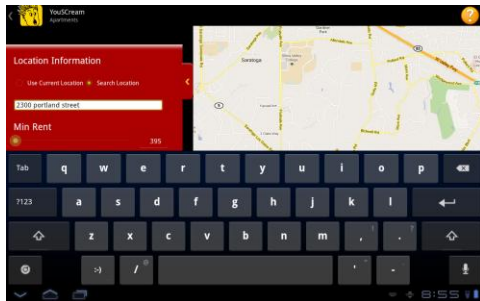 YouSCream
Apartments
?
Location Information
Use Current Location
Search Location
2300 portland street
Min Rent
395
Saratoga
Tab q w e r t y u i o p
?123 a s d f g h j k l
z x c v b n m , ! . ?
:-) / @ ' -
8:55